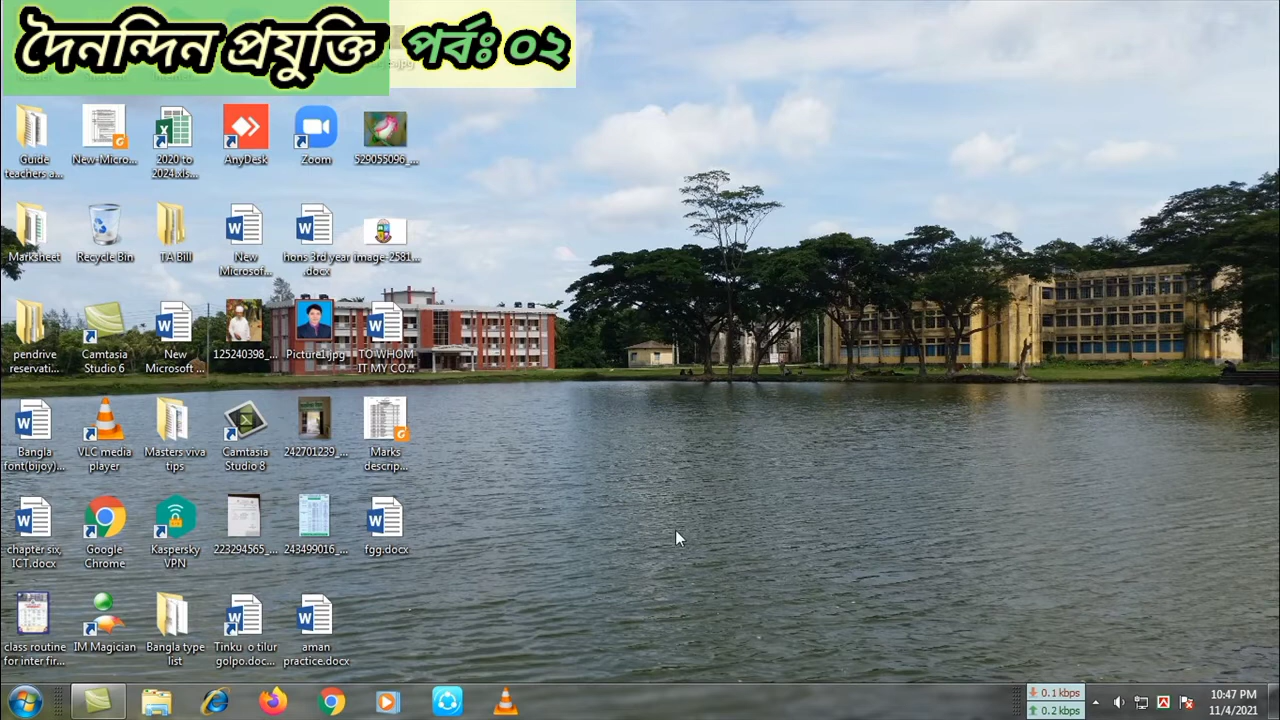 দৈনন্দিন প্রযুক্তি পর্বঃ ০২
Guide teachers a...
New Micro...
2020 to 2024.xls...
AnyDesk
Zoom
529055096_...
Marksheet
Recycle Bin
TA Bill
New Microsof...
hons 3rd year .docx
image-2581...
pendrive reservati...
Camtasia Studio 6
New Microsoft ...
125240398_...
Picture1.jpg
TO WHOM IT MY CO...
Bangla font(bijoy)...
VLC media player
Masters viva tips
Camtasia Studio 8
242701239_...
Marks descrip...
chapter six, ICT.docx
Google Chrome
Kaspersky VPN
223294565_...
243499016_...
fgg.docx
class routine for inter fir...
IM Magician
Bangla type list
Tinku o tilur golpo.doc...
aman practice.docx
0.1 kbps
0.2 kbps
10:47 PM
11/4/2021